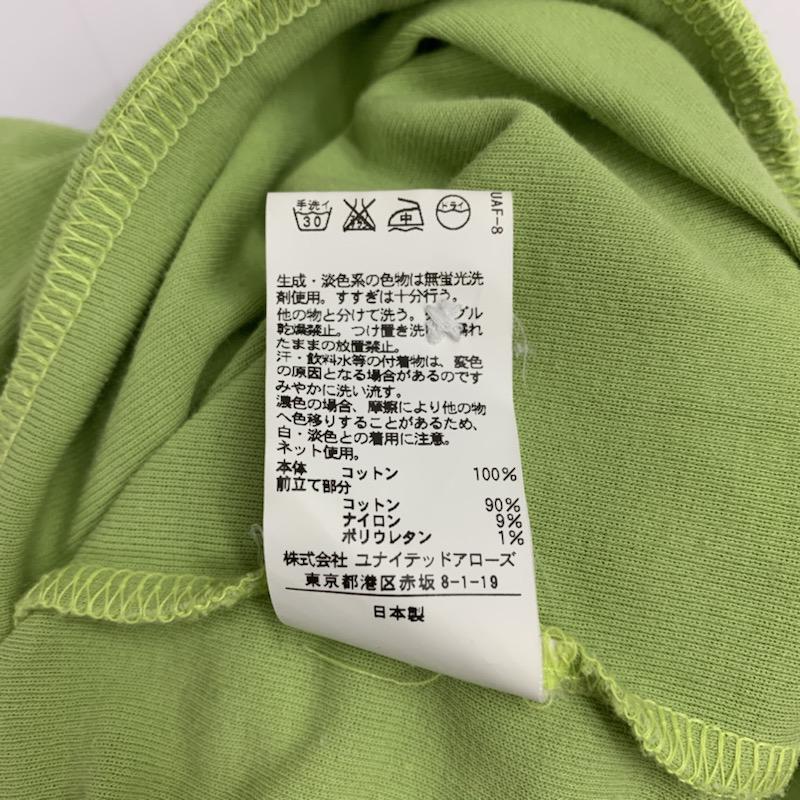 手洗イ
30
中
ドライ
UAF-8
生成・淡色系の色物は無蛍光洗
剤使用。すすぎは十分行う。
他の物と分けて洗う。 グル
乾燥禁止。つけ置き洗 濡れ
たままの放置禁止。
汗・飲料水等の付着物は、変色
の原因となる場合があるのです
みやかに洗い流す。
濃色の場合、摩擦により他の物
へ色移りすることがあるため、
白・淡色との着用に注意。
ネット使用。
本体 コットン 100%
前立て部分
コットン 90%
ナイロン 9%
ポリウレタン 1%
株式会社 ユナイテッドアローズ
東京都港区赤坂8-1-19
日本製